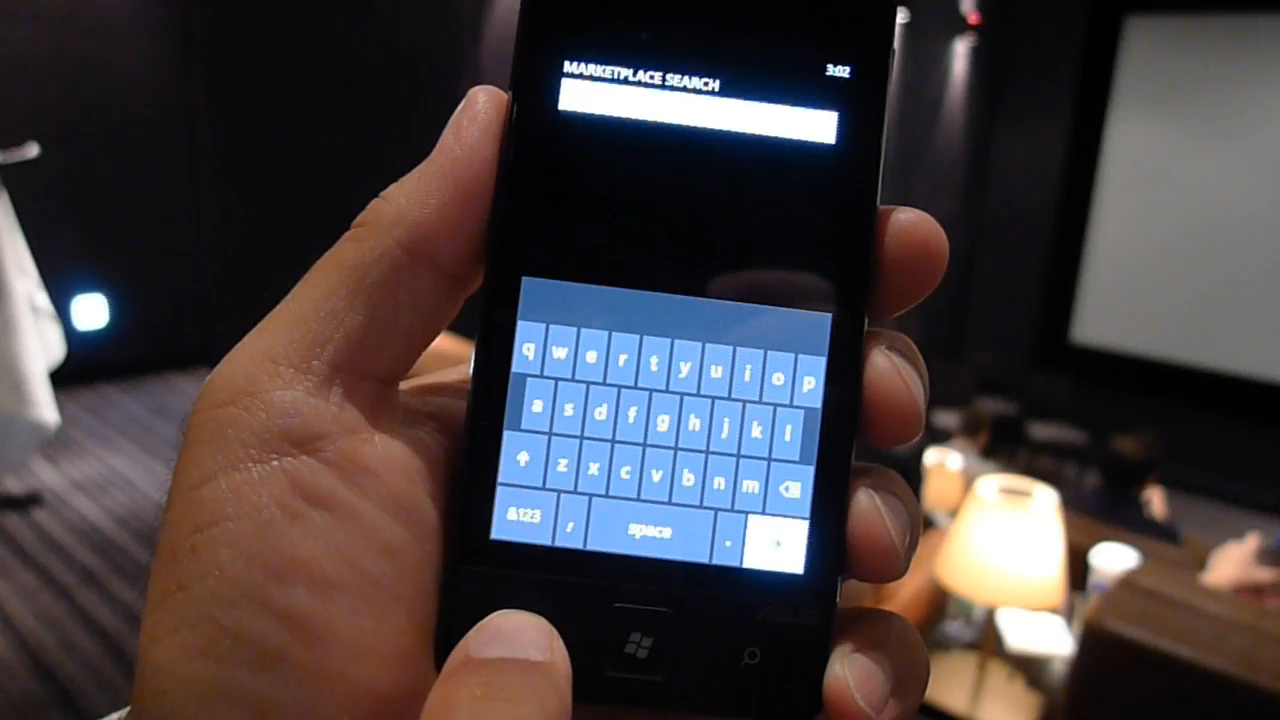 3:02
MARKETPLACE SEARCH
q w e r t y u i o p
a s d f g h j k l
z x c v b n m
&123 , space .